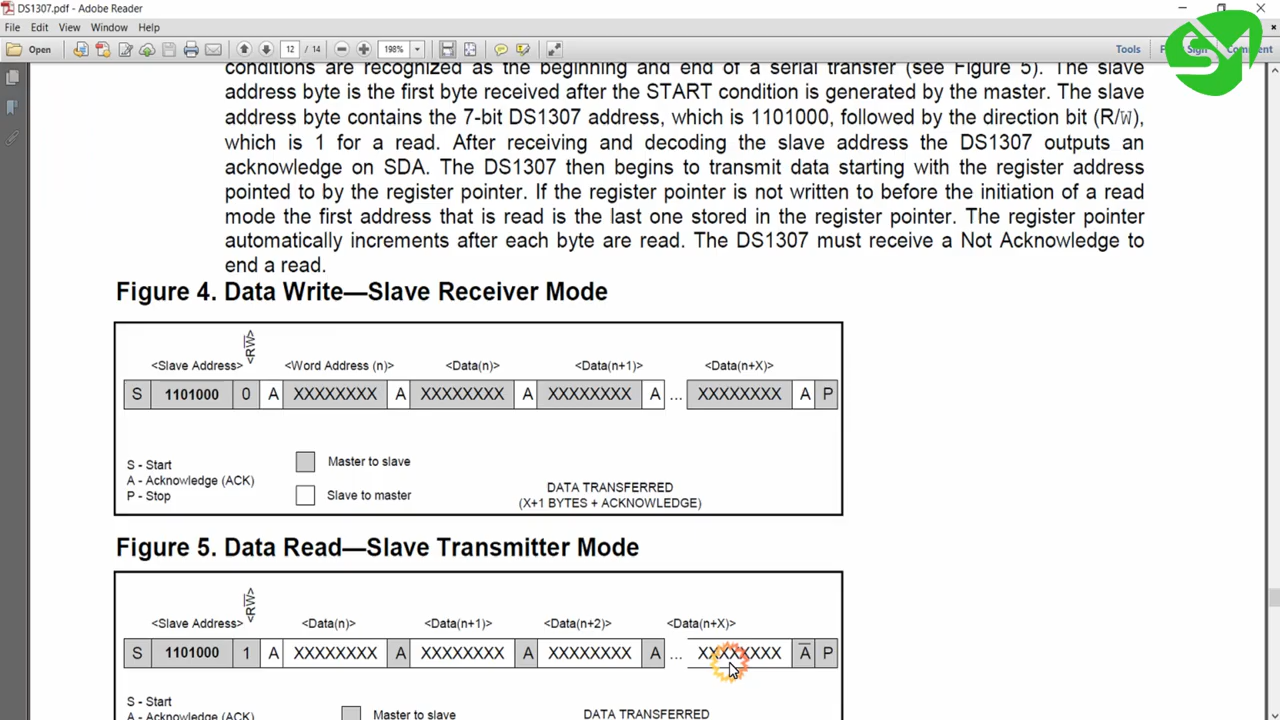 DS1307.pdf - Adobe Reader
File Edit View Window Help
Open 12 / 14 198% Tools Sign Comment
conditions are recognized as the beginning and end of a serial transfer (see Figure 5). The slave
address byte is the first byte received after the START condition is generated by the master. The slave
address byte contains the 7-bit DS1307 address, which is 1101000, followed by the direction bit (R/W),
which is 1 for a read. After receiving and decoding the slave address the DS1307 outputs an
acknowledge on SDA. The DS1307 then begins to transmit data starting with the register address
pointed to by the register pointer. If the register pointer is not written to before the initiation of a read
mode the first address that is read is the last one stored in the register pointer. The register pointer
automatically increments after each byte are read. The DS1307 must receive a Not Acknowledge to
end a read.
Figure 4. Data Write—Slave Receiver Mode
<Slave Address> <RW> <Word Address (n)> <Data(n)> <Data(n+1)> <Data(n+X)>
S 1101000 0 A XXXXXXXX A XXXXXXXX A XXXXXXXX A ... XXXXXXXX A P
S - Start
A - Acknowledge (ACK)
P - Stop
Master to slave
Slave to master
DATA TRANSFERRED
(X+1 BYTES + ACKNOWLEDGE)
Figure 5. Data Read—Slave Transmitter Mode
<Slave Address> <RW> <Data(n)> <Data(n+1)> <Data(n+2)> <Data(n+X)>
S 1101000 1 A XXXXXXXX A XXXXXXXX A XXXXXXXX A ... XXXXXXXX A̅ P
S - Start
A - Acknowledge (ACK)
Master to slave
DATA TRANSFERRED
SM